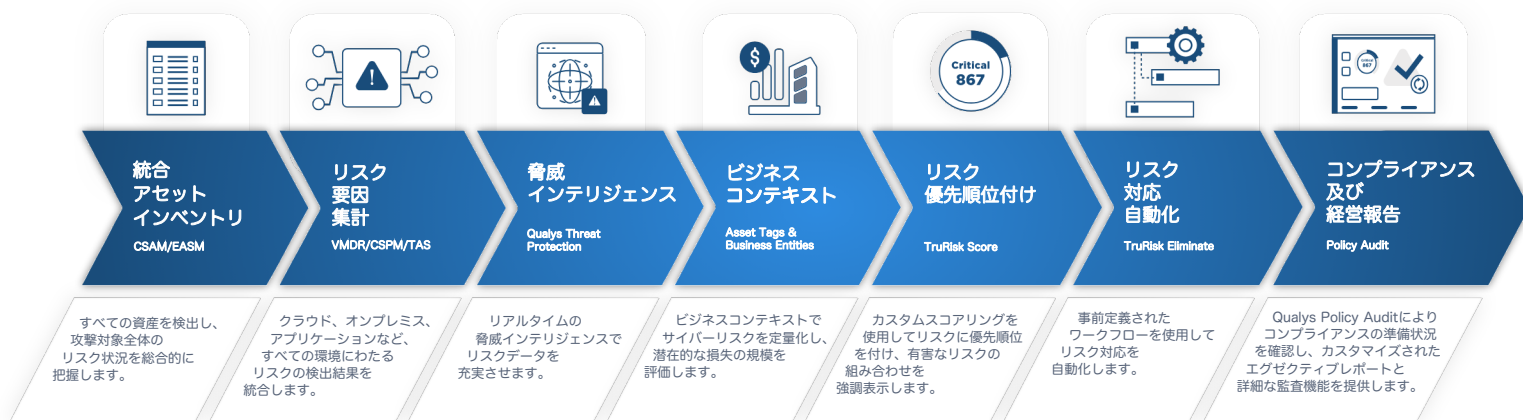 $
Critical
867
Critical
867
統合
アセット
インベントリ
CSAM/EASM
リスク
要因
集計
VMDR/CSPM/TAS
脅威
インテリジェンス
Qualys Threat
Protection
ビジネス
コンテキスト
Asset Tags &
Business Entities
リスク
優先順位付け
TruRisk Score
リスク
対応
自動化
TruRisk Eliminate
コンプライアンス
及び
経営報告
Policy Audit
すべての資産を検出し、
攻撃対象全体の
リスク状況を総合的に
把握します。
クラウド、オンプレミス、
アプリケーションなど、
すべての環境にわたる
リスクの検出結果を
統合します。
リアルタイムの
脅威インテリジェンスで
リスクデータを
充実させます。
ビジネスコンテキストで
サイバーリスクを定量化し、
潜在的な損失の規模を
評価します。
カスタムスコアリングを
使用してリスクに優先順位
を付け、有害なリスクの
組み合わせを
強調表示します。
事前定義された
ワークフローを使用して
リスク対応を
自動化します。
Qualys Policy Auditにより
コンプライアンスの準備状況
を確認し、カスタマイズされた
エグゼクティブレポートと
詳細な監査機能を提供します。